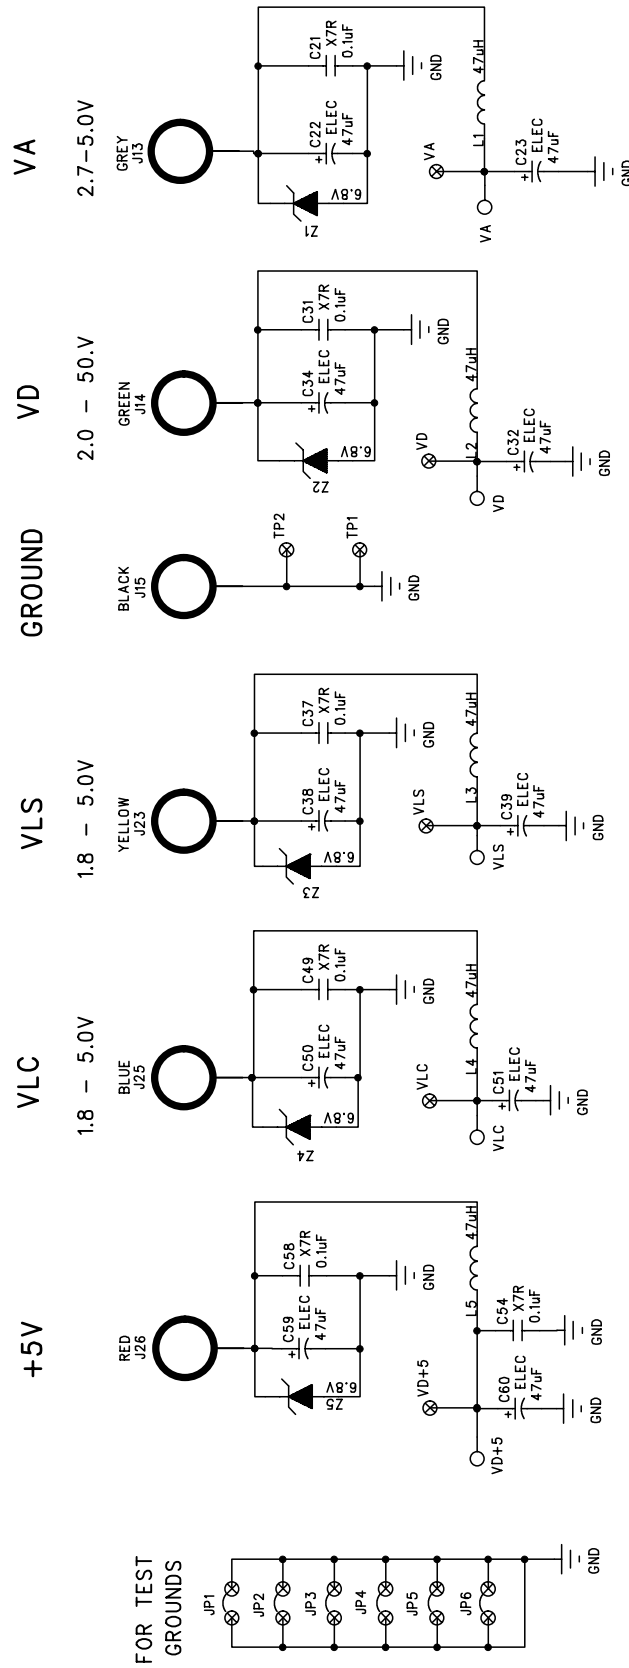 VA
2.7-5.0V
GREY
J13
C21
X7R
0.1uF
GND
C22
ELEC
47uF
+
6.8V
Z1
47uH
L1
VA
VA
C23
ELEC
47uF
+
GND
VD
2.0 - 50.V
GREEN
J14
C31
X7R
0.1uF
GND
C34
ELEC
47uF
+
6.8V
Z2
47uH
L2
VD
VD
C32
ELEC
47uF
+
GND
GROUND
BLACK
J15
TP2
TP1
GND
VLS
1.8 - 5.0V
YELLOW
J23
C37
X7R
0.1uF
GND
C38
ELEC
47uF
+
6.8V
Z3
47uH
L3
VLS
VLS
C39
ELEC
47uF
+
GND
VLC
1.8 - 5.0V
BLUE
J25
C49
X7R
0.1uF
GND
C50
ELEC
47uF
+
6.8V
Z4
47uH
L4
VLC
VLC
C51
ELEC
47uF
+
GND
+5V
RED
J26
C58
X7R
0.1uF
GND
C59
ELEC
47uF
+
6.8V
Z5
47uH
L5
C54
X7R
0.1uF
GND
VD+5
VD+5
C60
ELEC
47uF
+
GND
FOR TEST
GROUNDS
JP1
JP2
JP3
JP4
JP5
JP6
GND